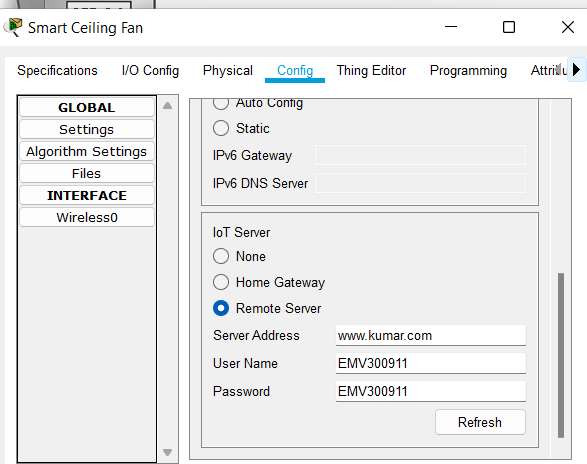 Smart Ceiling Fan
Specifications I/O Config Physical Config Thing Editor Programming
GLOBAL
Settings
Algorithm Settings
Files
INTERFACE
Wireless0
Auto Config
Static
IPv6 Gateway
IPv6 DNS Server
IoT Server
None
Home Gateway
Remote Server
Server Address www.kumar.com
User Name EMV300911
Password EMV300911
Refresh